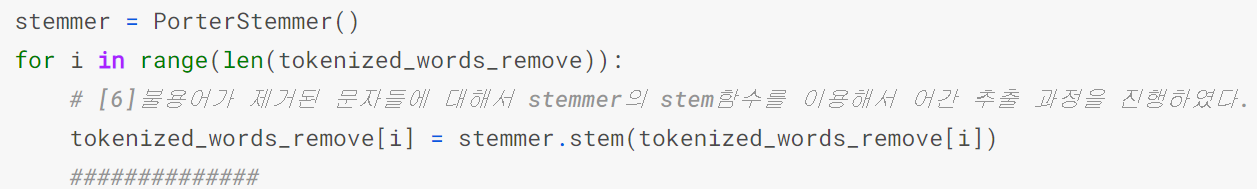 stemmer = PorterStemmer()
for i in range(len(tokenized_words_remove)):
    # [6]불용어가 제거된 문자들에 대해서 stemmer의 stem함수를 이용해서 어간 추출 과정을 진행하였다.
    tokenized_words_remove[i] = stemmer.stem(tokenized_words_remove[i])
    ##############